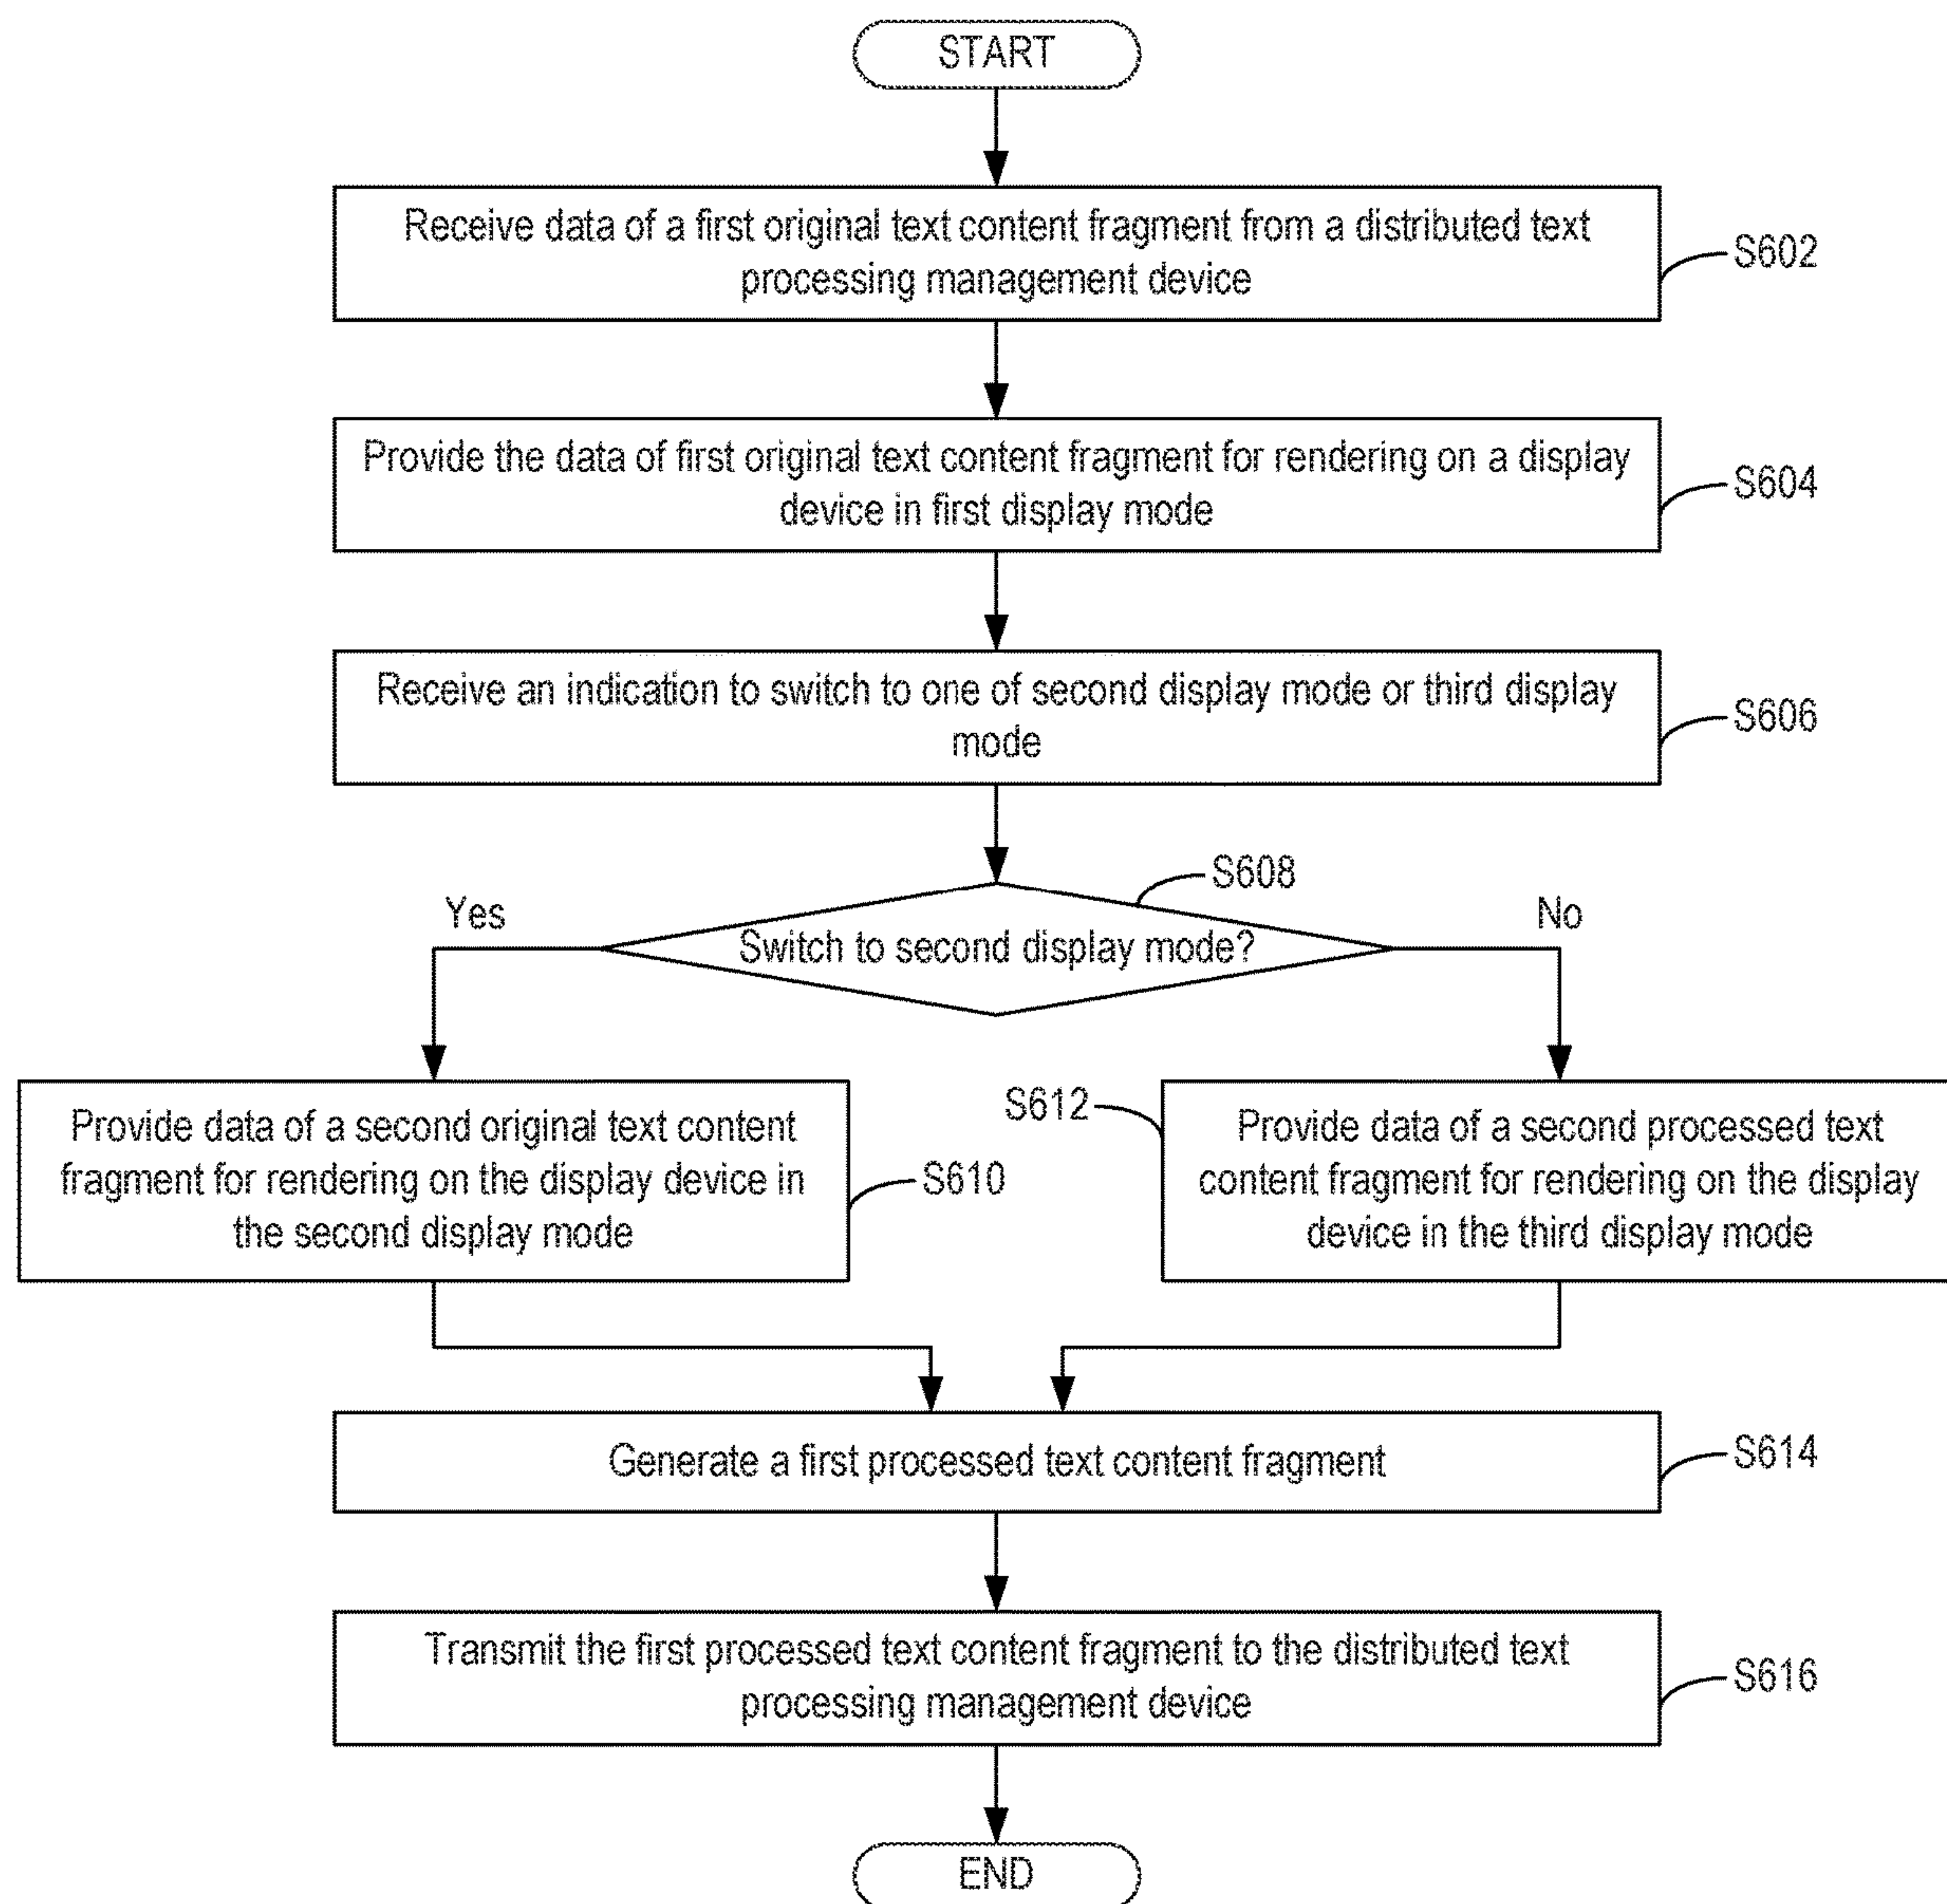 START
Receive data of a first original text content fragment from a distributed text
processing management device
S602
Provide the data of first original text content fragment for rendering on a display
device in first display mode
S604
Receive an indication to switch to one of second display mode or third display
mode
S606
S608
Yes
No
Switch to second display mode?
Provide data of a second original text content
fragment for rendering on the display device in
the second display mode
S610
S612
Provide data of a second processed text
content fragment for rendering on the display
device in the third display mode
Generate a first processed text content fragment
S614
Transmit the first processed text content fragment to the distributed text
processing management device
S616
END